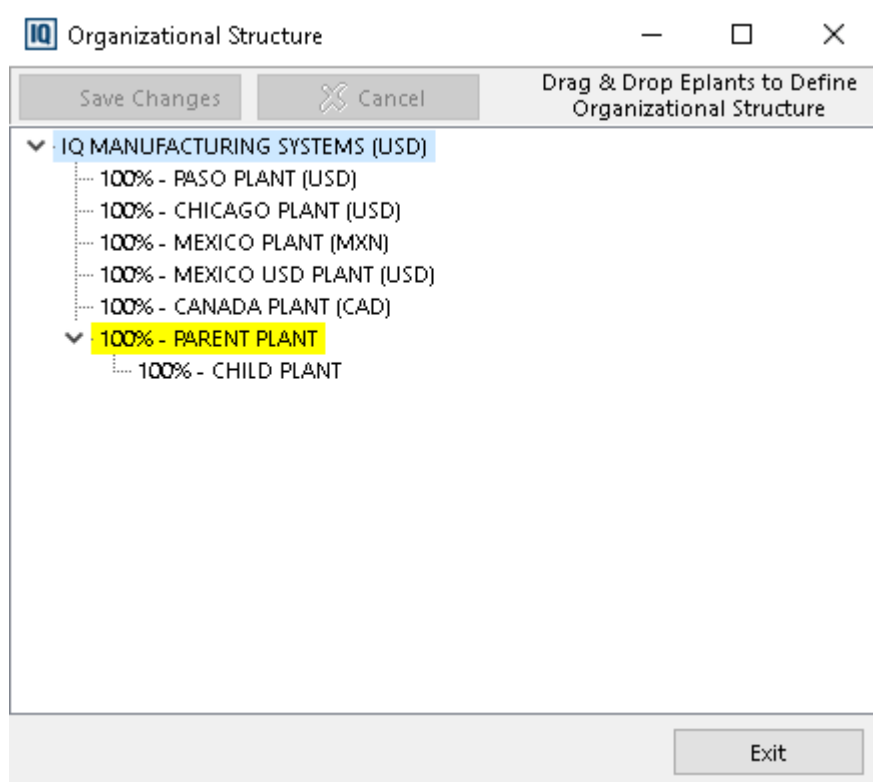 IQ Organizational Structure
Save Changes
Cancel
Drag & Drop Eplants to Define
Organizational Structure
IQ MANUFACTURING SYSTEMS (USD)
100% - PASO PLANT (USD)
100% - CHICAGO PLANT (USD)
100% - MEXICO PLANT (MXN)
100% - MEXICO USD PLANT (USD)
100% - CANADA PLANT (CAD)
100% - PARENT PLANT
100% - CHILD PLANT
Exit